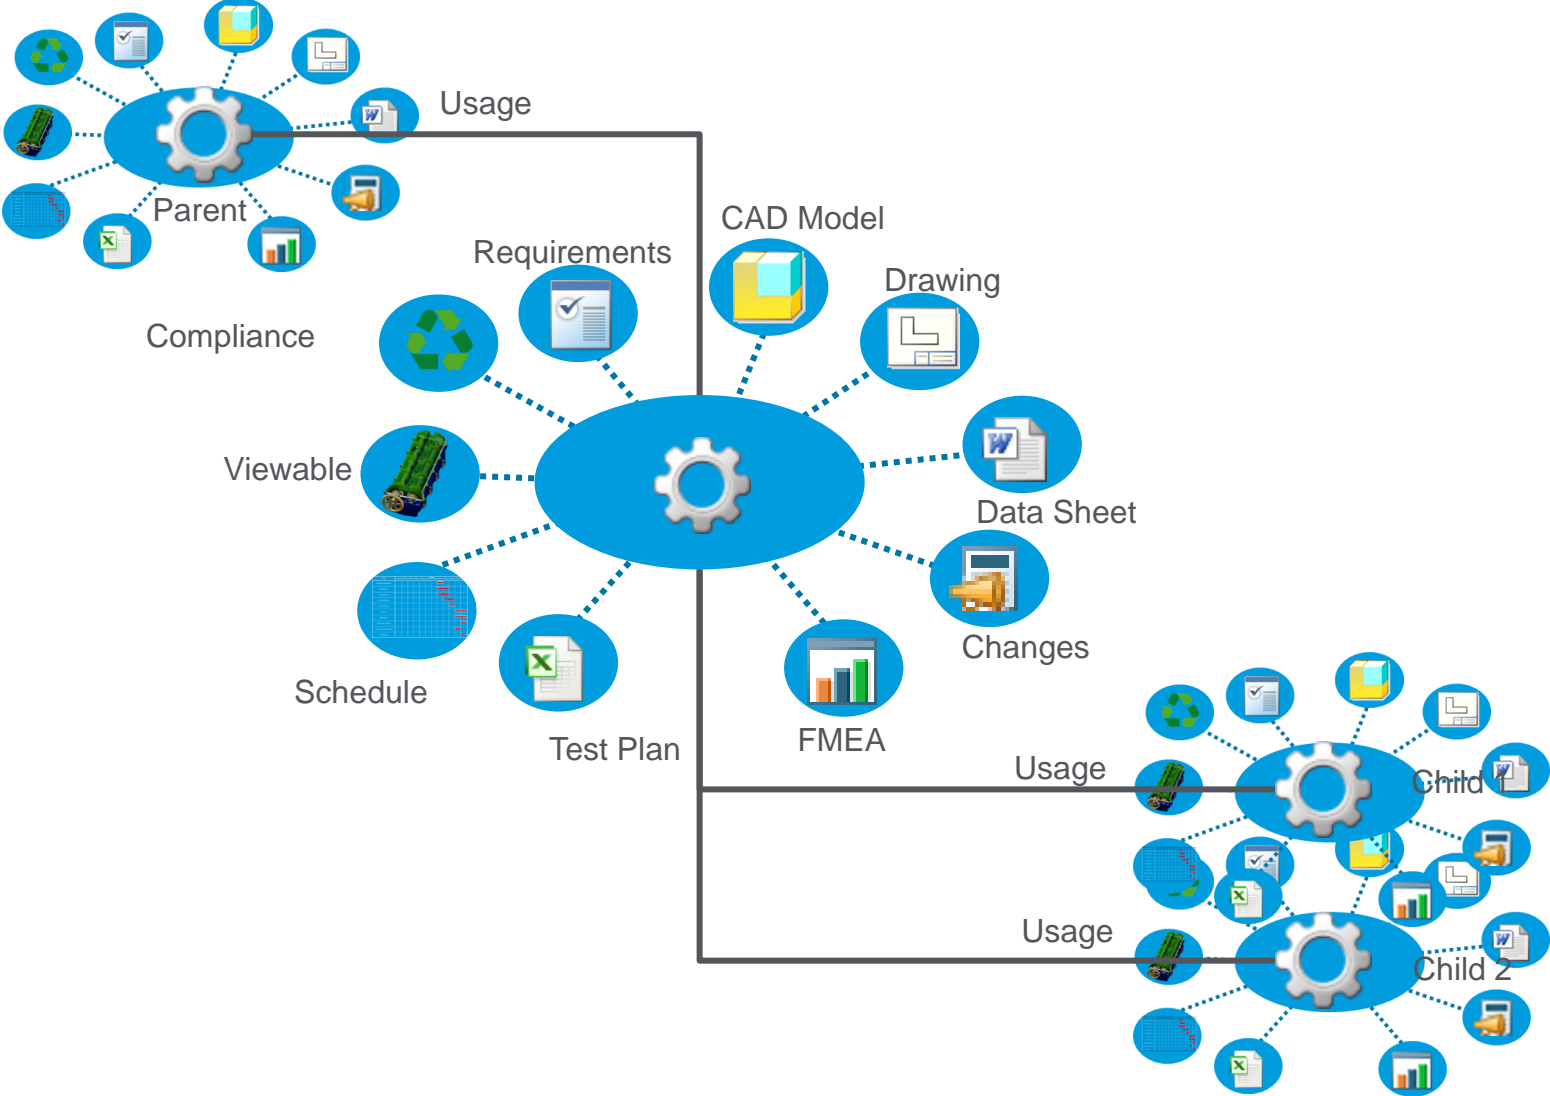 Usage
Parent
CAD Model
Requirements
Drawing
Compliance
Viewable
Data Sheet
Changes
Schedule
FMEA
Test Plan
Usage
Child 1
Usage
Child 2